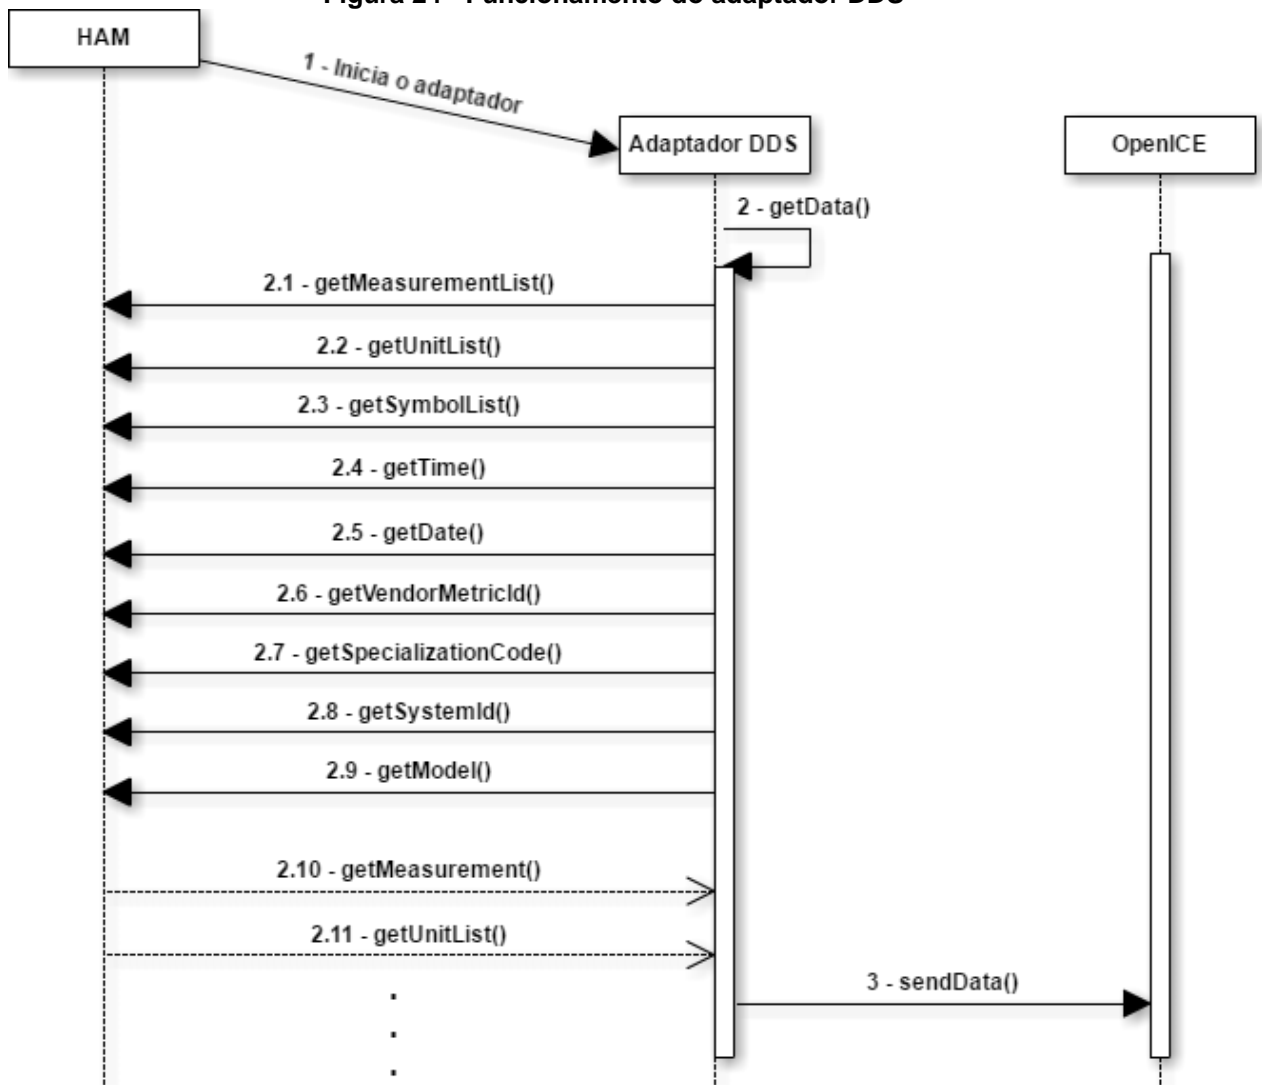 HAM
1 - Inicia o adaptador
Adaptador DDS
OpenICE
2 - getData()
2.1 - getMeasurementList()
2.2 - getUnitList()
2.3 - getSymbolList()
2.4 - getTime()
2.5 - getDate()
2.6 - getVendorMetricId()
2.7 - getSpecializationCode()
2.8 - getSystemId()
2.9 - getModel()
2.10 - getMeasurement()
2.11 - getUnitList()
3 - sendData()
.
.
.